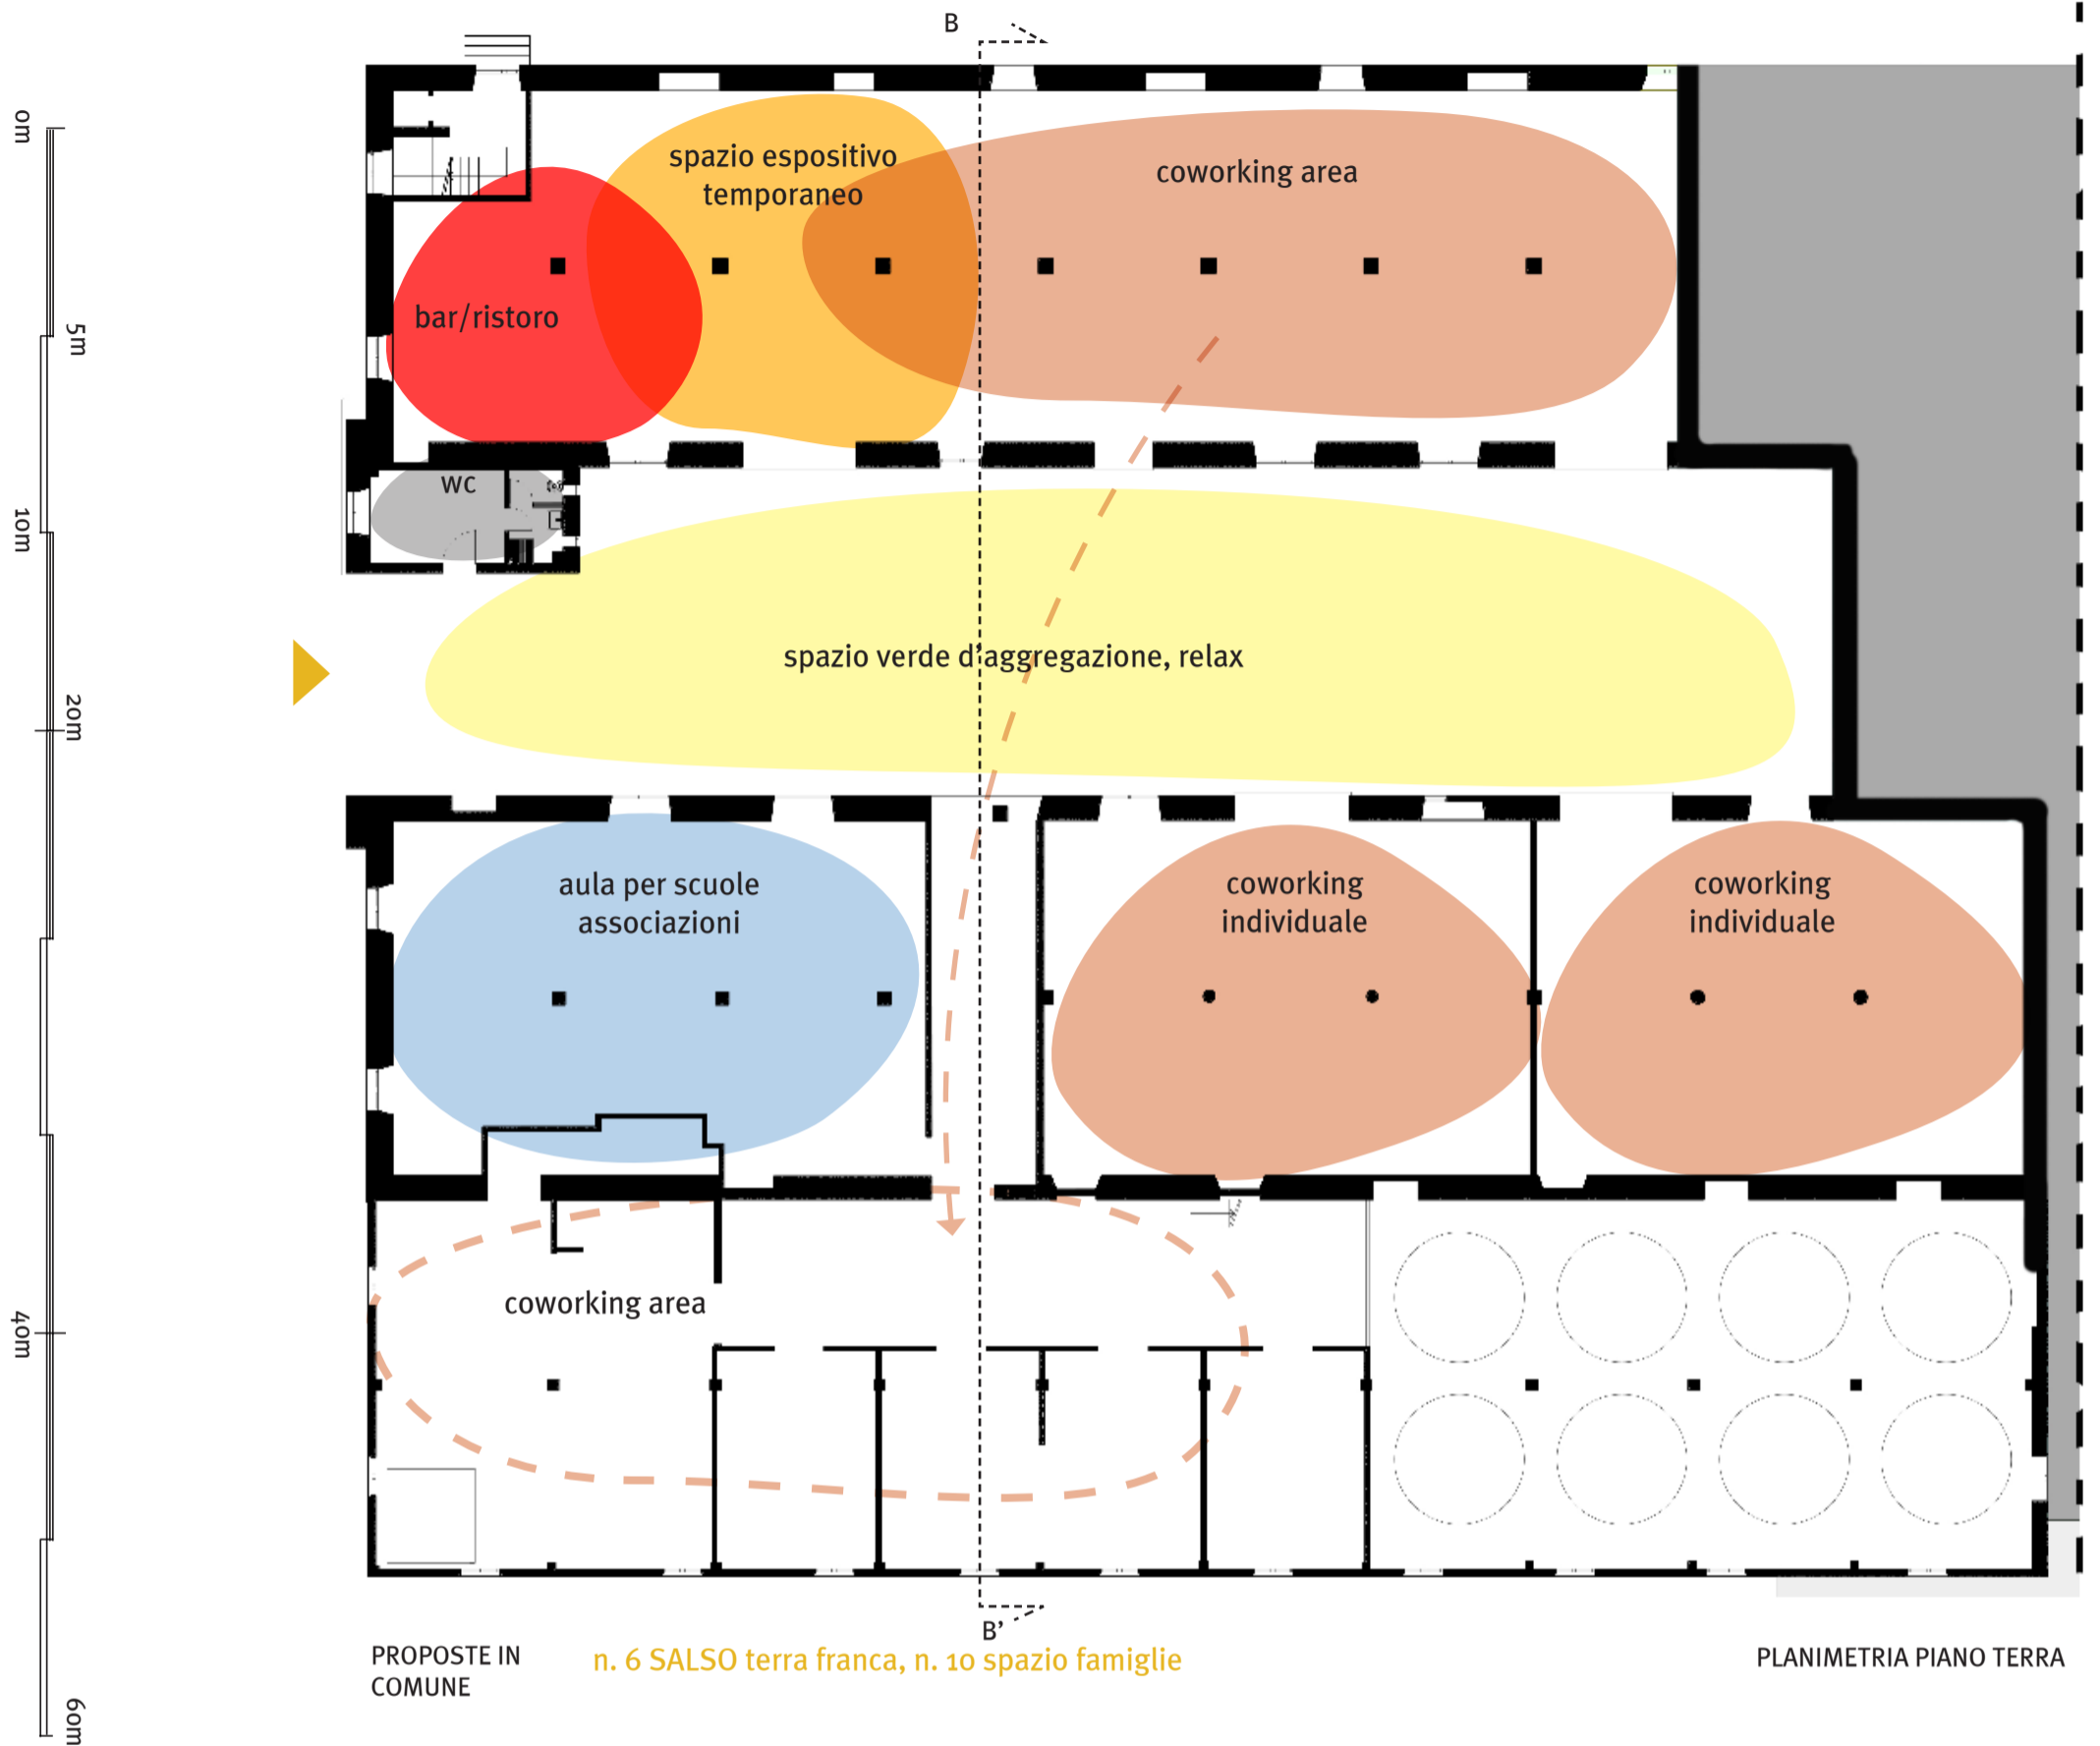 B
0m
spazio espositivo
temporaneo
coworking area
bar/ristoro
5m
wc
10m
spazio verde d'aggregazione, relax
20m
aula per scuole
associazioni
coworking
individuale
coworking
individuale
coworking area
40m
B'
PROPOSTE IN
COMUNE
n. 6 SALSO terra franca, n. 10 spazio famiglie
PLANIMETRIA PIANO TERRA
60m